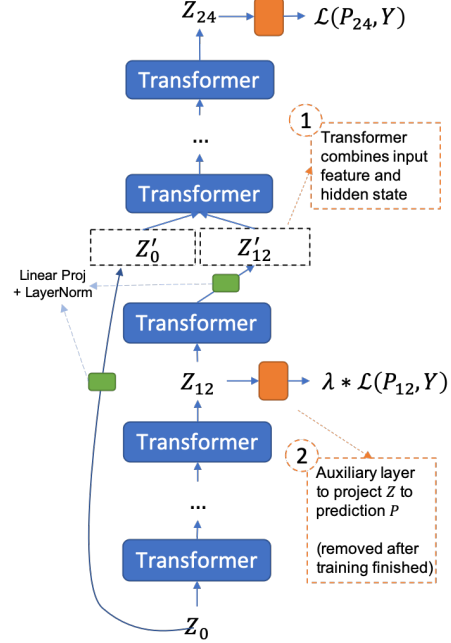 Z₂₄
ℒ(P₂₄, Y)
Transformer
...
1
Transformer
combines input
feature and
hidden state
Transformer
Z′₀
Z′₁₂
Linear Proj
+ LayerNorm
Transformer
Z₁₂
λ * ℒ(P₁₂, Y)
Transformer
2
Auxiliary layer
to project Z to
prediction P
(removed after
training finished)
...
Transformer
Z₀